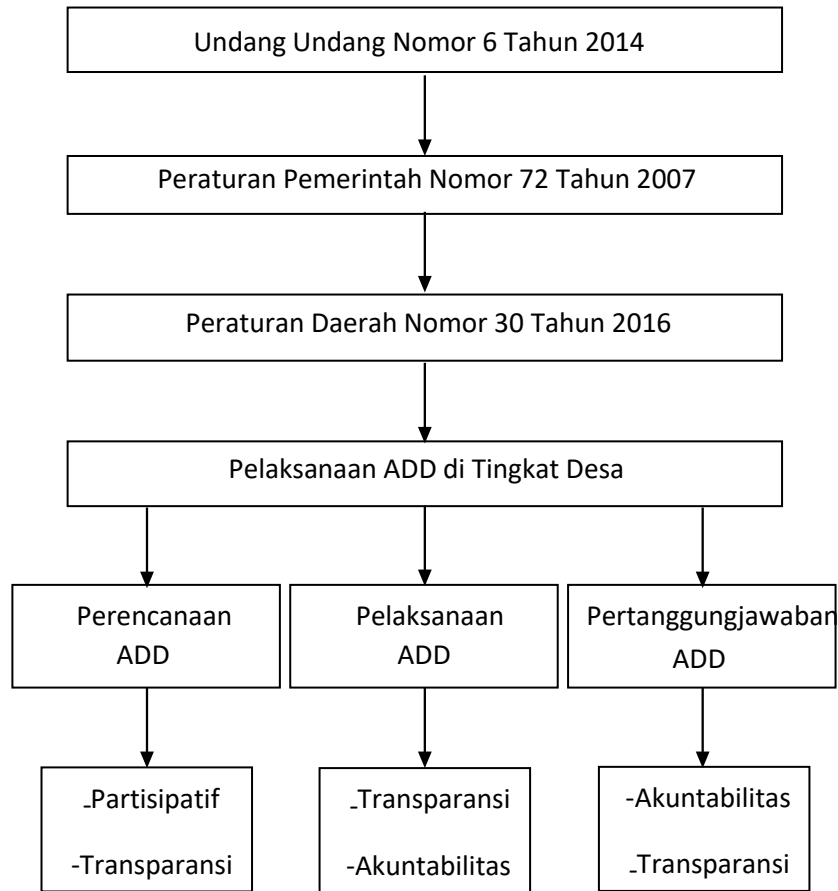 Undang Undang Nomor 6 Tahun 2014
Peraturan Pemerintah Nomor 72 Tahun 2007
Peraturan Daerah Nomor 30 Tahun 2016
Pelaksanaan ADD di Tingkat Desa
Perencanaan
ADD
Pelaksanaan
ADD
Pertanggungjawaban
ADD
-Partisipatif
-Transparansi
-Transparansi
-Akuntabilitas
-Akuntabilitas
-Transparansi